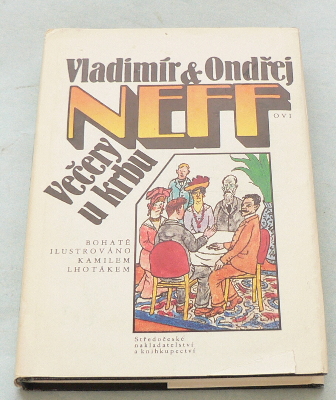 Vladimír & Ondřej
NEFF
OVI
Večery
u krbu
BOHATĚ
ILUSTROVÁNO
KAMILEM
LHOTÁKEM
Středočeské
nakladatelství
a knihkupectví